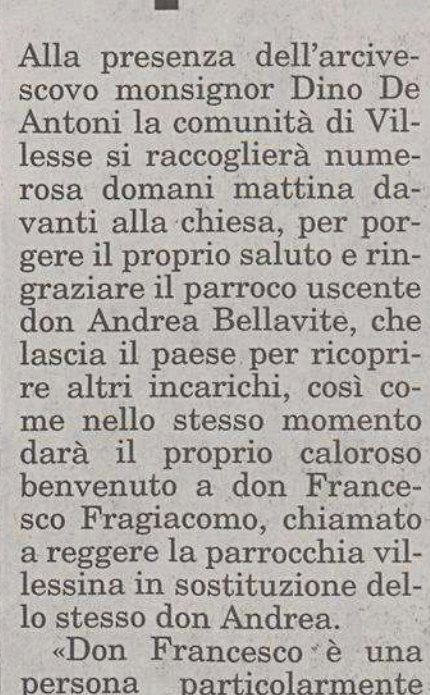 Alla presenza dell'arcive-
scovo monsignor Dino De
Antoni la comunità di Vil-
lesse si raccoglierà nume-
rosa domani mattina da-
vanti alla chiesa, per por-
gere il proprio saluto e rin-
graziare il parroco uscente
don Andrea Bellavite, che
lascia il paese per ricopri-
re altri incarichi, così co-
me nello stesso momento
darà il proprio caloroso
benvenuto a don France-
sco Fragiacomo, chiamato
a reggere la parrocchia vil-
lessina in sostituzione del-
lo stesso don Andrea.
«Don Francesco è una
persona particolarmente